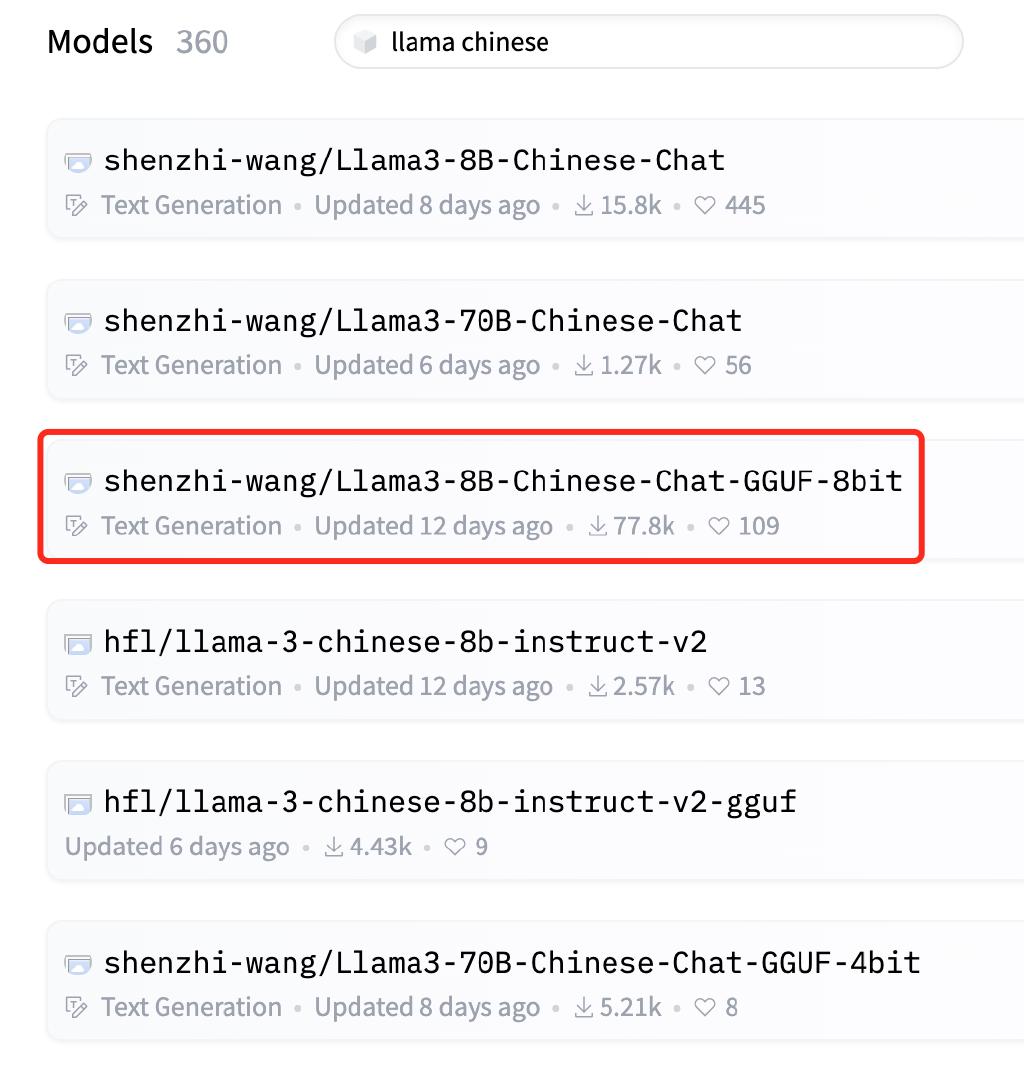 Models 360 llama chinese
shenzhi-wang/Llama3-8B-Chinese-Chat
Text Generation • Updated 8 days ago • 15.8k • 445
shenzhi-wang/Llama3-70B-Chinese-Chat
Text Generation • Updated 6 days ago • 1.27k • 56
shenzhi-wang/Llama3-8B-Chinese-Chat-GGUF-8bit
Text Generation • Updated 12 days ago • 77.8k • 109
hfl/llama-3-chinese-8b-instruct-v2
Text Generation • Updated 12 days ago • 2.57k • 13
hfl/llama-3-chinese-8b-instruct-v2-gguf
Updated 6 days ago • 4.43k • 9
shenzhi-wang/Llama3-70B-Chinese-Chat-GGUF-4bit
Text Generation • Updated 8 days ago • 5.21k • 8